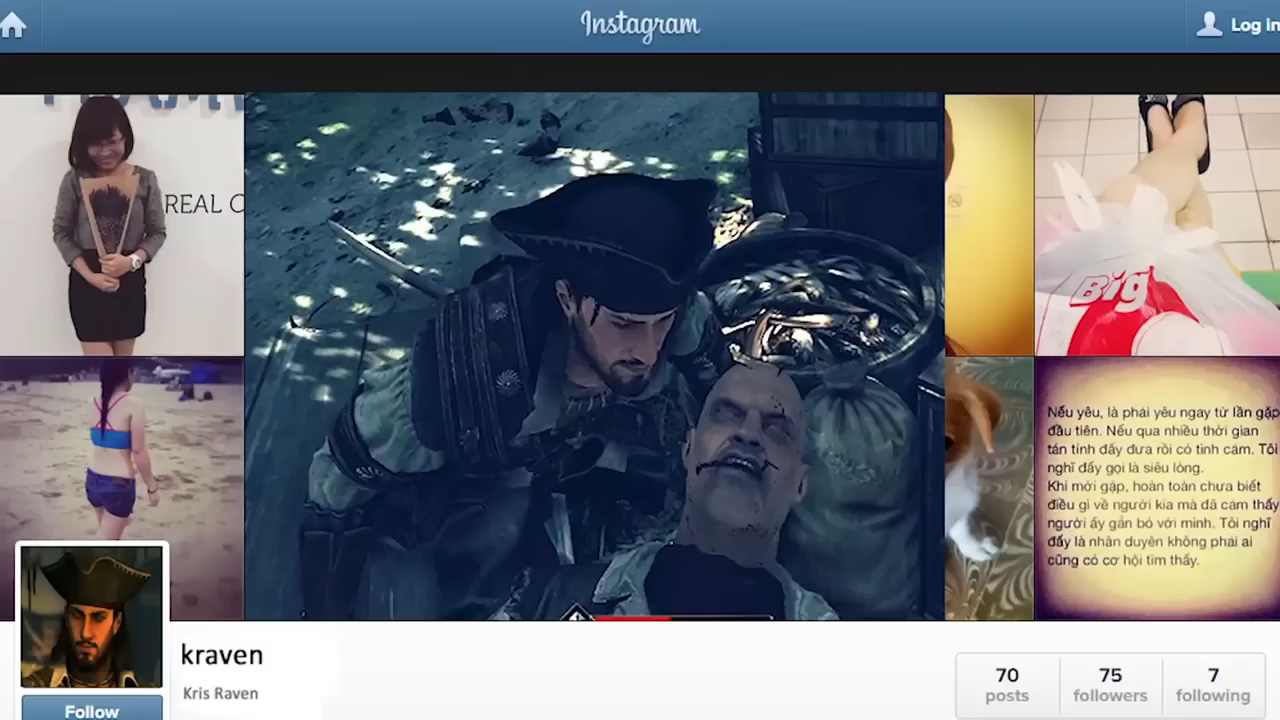 Instagram
Log in
REAL C
Big
Nếu yêu, là phải yêu ngay từ lần gặp
đầu tiên. Nếu qua nhiều thời gian
tán tỉnh đẩy đưa rồi có tình cảm. Tôi
nghĩ đấy gọi là siêu lòng.
Khi mới gặp, hoàn toàn chưa biết
điều gì về người kia mà đã cảm thấy
người ấy gắn bó với mình. Tôi nghĩ
đấy là nhân duyên không phải ai
cũng có cơ hội tìm thấy.
kraven
Kris Raven
Follow
70
posts
75
followers
7
following